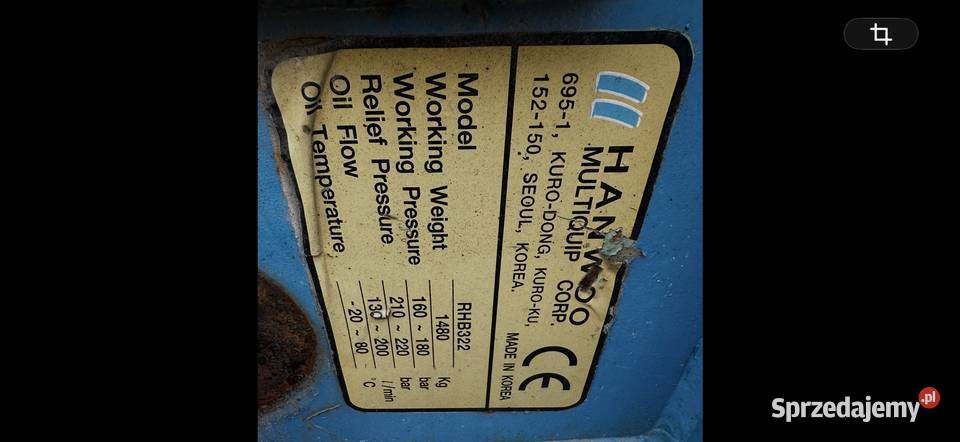 HANWOO
MULTIQUIP CORP.
695-1, KURO-DONG, KURO-KU,
152-150, SEOUL, KOREA.
CE
MADE IN KOREA
Model RHB322
Working Weight 1480 Kg
Working Pressure 160 ~ 180 bar
Relief Pressure 210 ~ 220 bar
Oil Flow 130 ~ 200 ℓ/min
Oil Temperature -20 ~ 80 °C
Sprzedajemy.pl